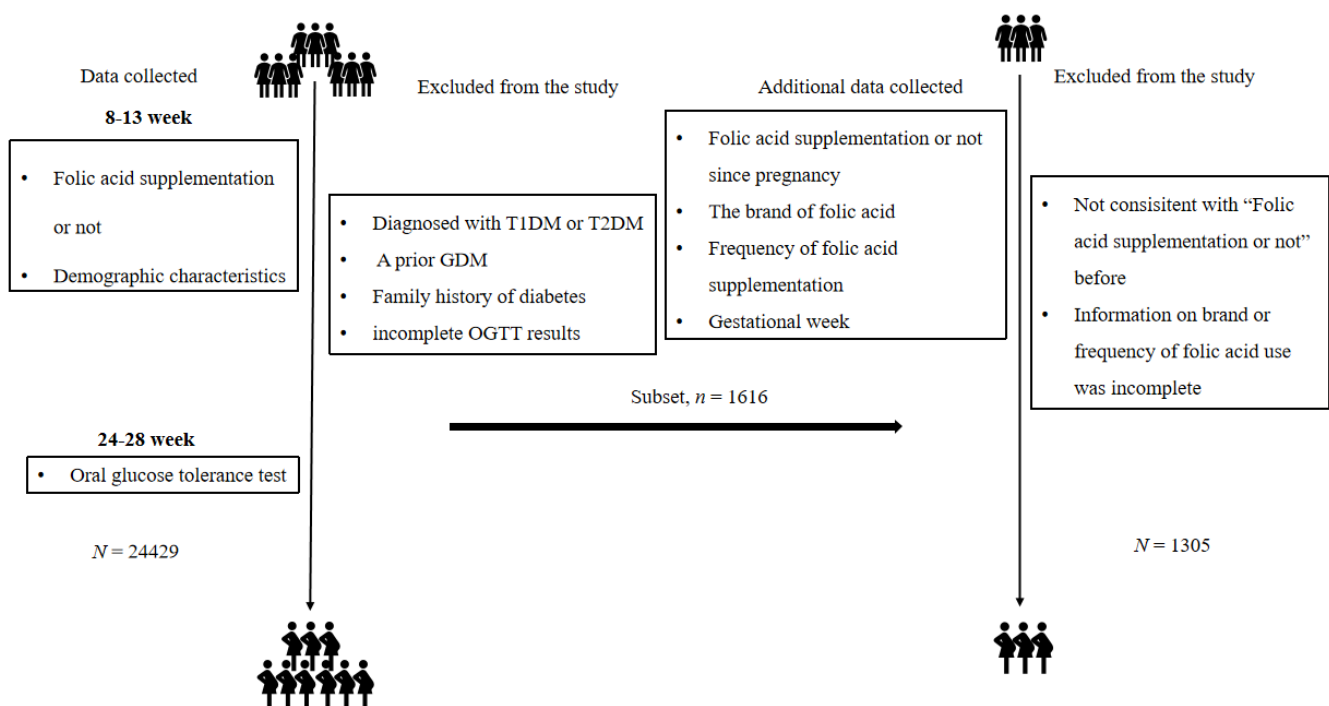 Data collected
8-13 week
• Folic acid supplementation
or not
• Demographic characteristics
24-28 week
• Oral glucose tolerance test
N = 24429
Excluded from the study
• Diagnosed with T1DM or T2DM
• A prior GDM
• Family history of diabetes
• incomplete OGTT results
Subset, n = 1616
Additional data collected
• Folic acid supplementation or not
since pregnancy
• The brand of folic acid
• Frequency of folic acid
supplementation
• Gestational week
Excluded from the study
• Not consisitent with “Folic
acid supplementation or not”
before
• Information on brand or
frequency of folic acid use
was incomplete
N = 1305